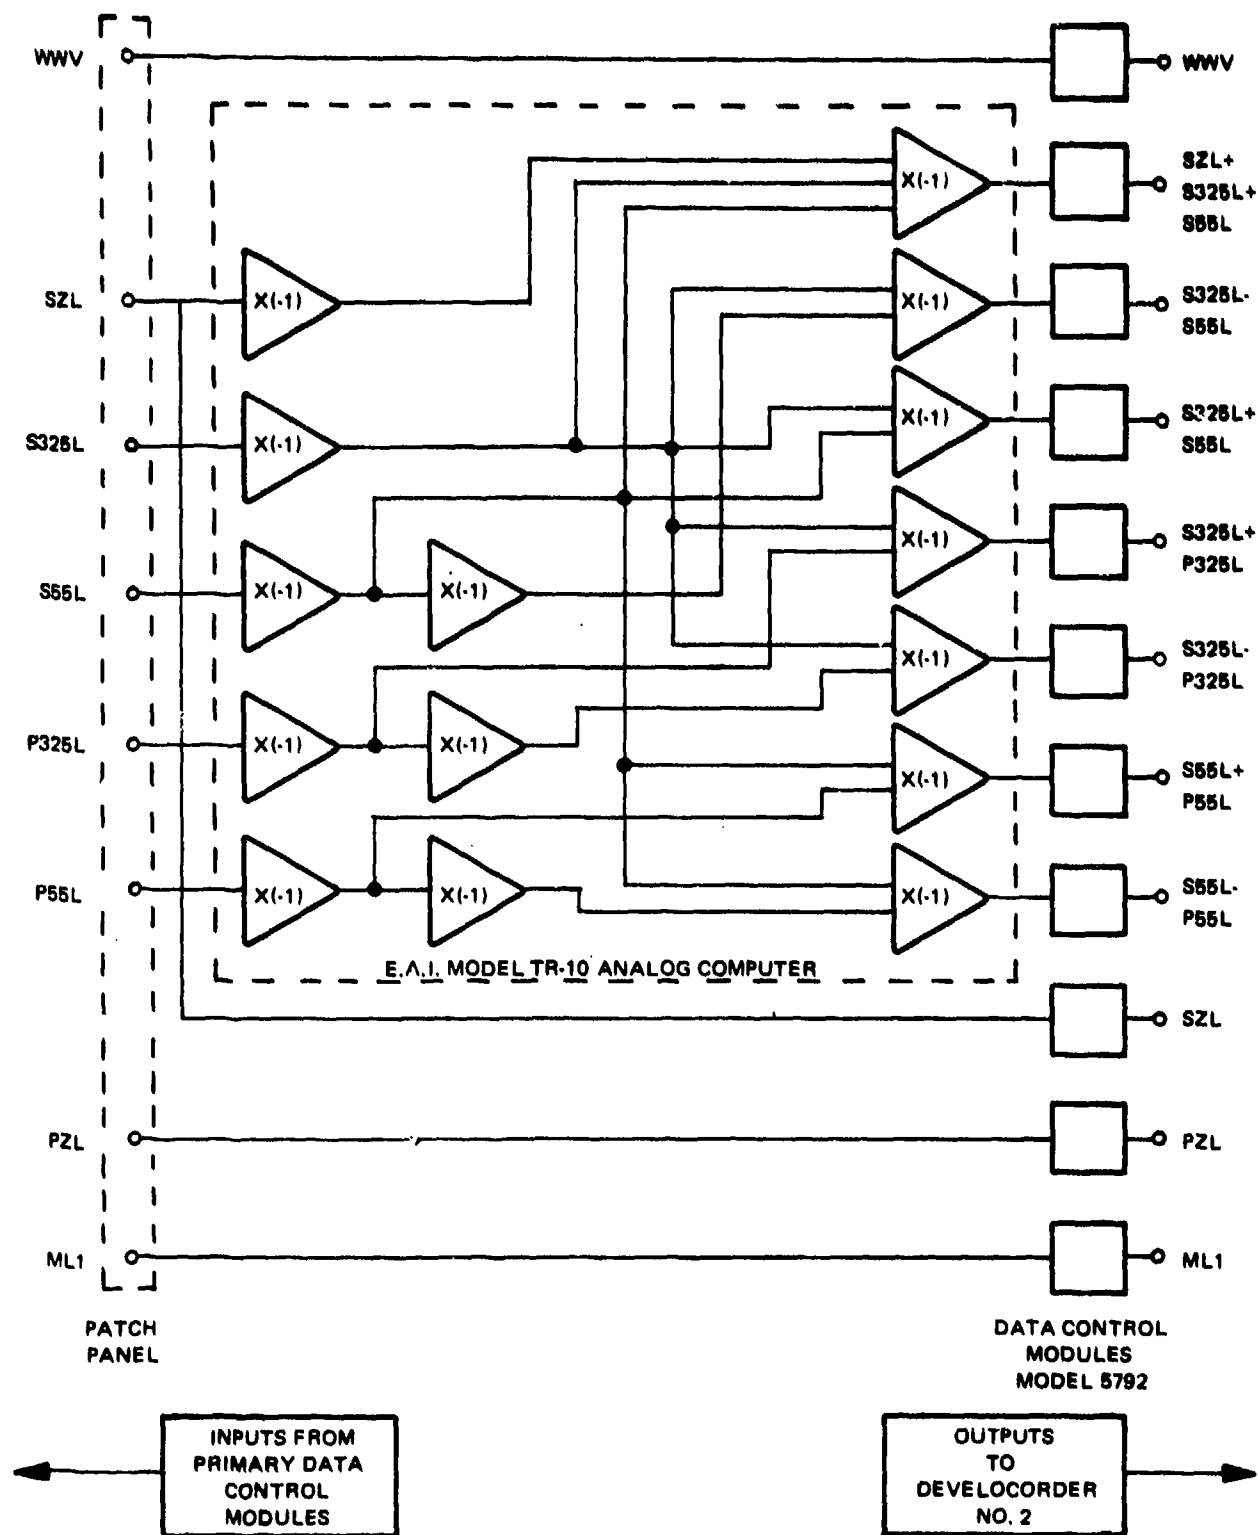 WWV
WWV
SZL+
S325L+
S55L
X(-1)
SZL
X(-1)
X(-1)
S325L-
S55L
S325L
X(-1)
X(-1)
S325L+
S55L
S55L
X(-1)
X(-1)
X(-1)
S325L+
P325L
X(-1)
S325L-
P325L
P325L
X(-1)
X(-1)
X(-1)
S55L+
P55L
P55L
X(-1)
X(-1)
X(-1)
S55L-
P55L
E.A.I. MODEL TR-10 ANALOG COMPUTER
SZL
PZL
PZL
ML1
ML1
PATCH
PANEL
DATA CONTROL
MODULES
MODEL 5792
INPUTS FROM
PRIMARY DATA
CONTROL
MODULES
OUTPUTS
TO
DEVELOCORDER
NO. 2